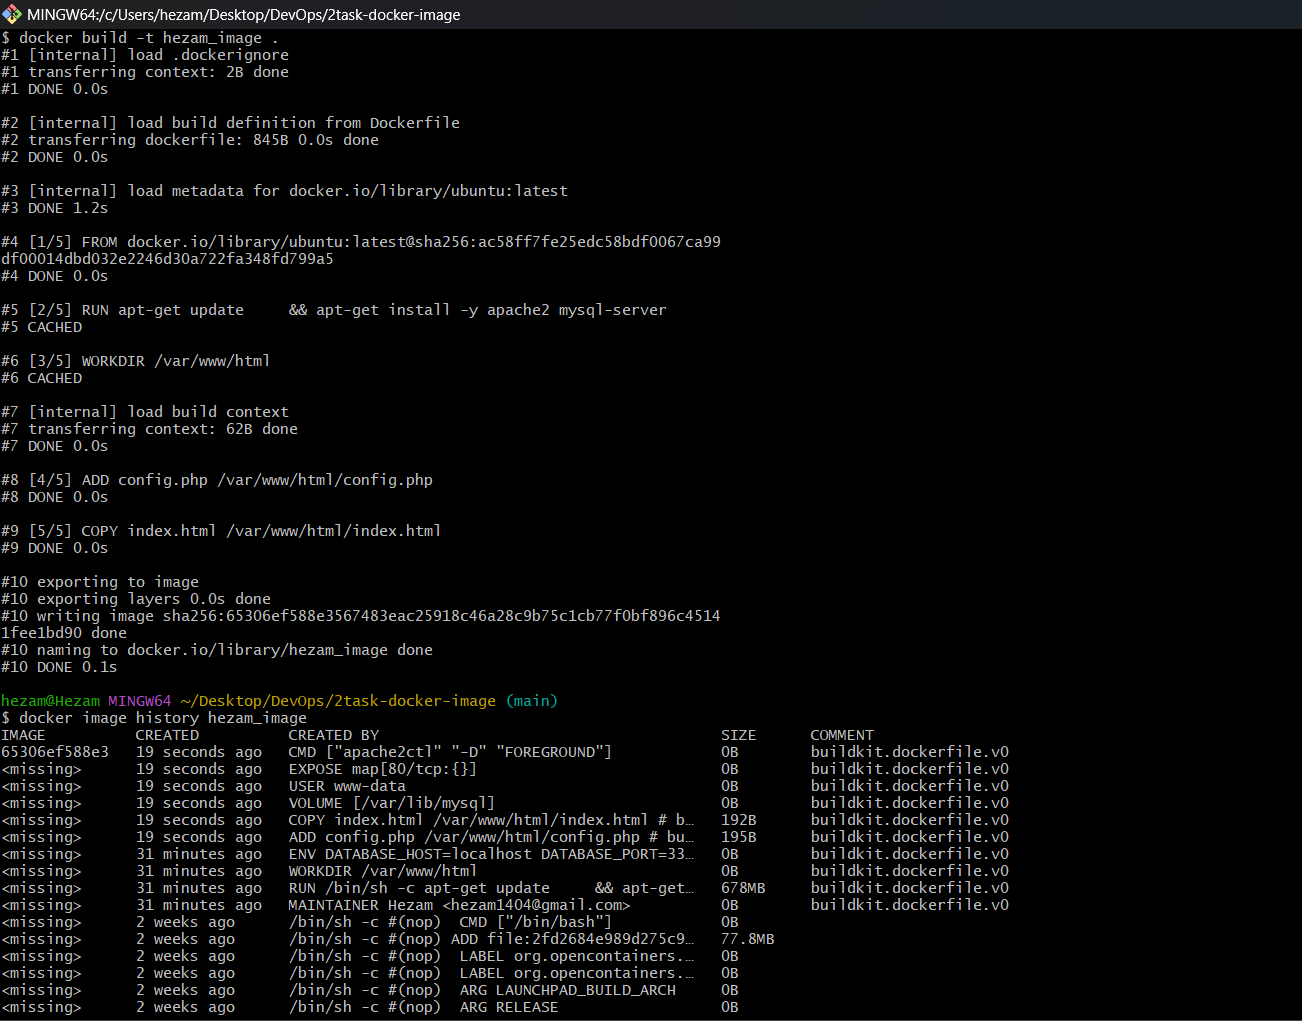 MINGW64:/c/Users/hezam/Desktop/DevOps/2task-docker-image
$ docker build -t hezam_image .
#1 [internal] load .dockerignore
#1 transferring context: 2B done
#1 DONE 0.0s
#2 [internal] load build definition from Dockerfile
#2 transferring dockerfile: 845B 0.0s done
#2 DONE 0.0s
#3 [internal] load metadata for docker.io/library/ubuntu:latest
#3 DONE 1.2s
#4 [1/5] FROM docker.io/library/ubuntu:latest@sha256:ac58ff7fe25edc58bdf0067ca99
df00014dbd032e2246d30a722fa348fd799a5
#4 DONE 0.0s
#5 [2/5] RUN apt-get update     && apt-get install -y apache2 mysql-server
#5 CACHED
#6 [3/5] WORKDIR /var/www/html
#6 CACHED
#7 [internal] load build context
#7 transferring context: 62B done
#7 DONE 0.0s
#8 [4/5] ADD config.php /var/www/html/config.php
#8 DONE 0.0s
#9 [5/5] COPY index.html /var/www/html/index.html
#9 DONE 0.0s
#10 exporting to image
#10 exporting layers 0.0s done
#10 writing image sha256:65306ef588e3567483eac25918c46a28c9b75c1cb77f0bf896c4514
1fee1bd90 done
#10 naming to docker.io/library/hezam_image done
#10 DONE 0.1s
hezam@Hezam MINGW64 ~/Desktop/DevOps/2task-docker-image (main)
$ docker image history hezam_image
IMAGE          CREATED          CREATED BY                                      SIZE      COMMENT
65306ef588e3   19 seconds ago   CMD ["apache2ctl" "-D" "FOREGROUND"]            0B        buildkit.dockerfile.v0
<missing>      19 seconds ago   EXPOSE map[80/tcp:{}]                           0B        buildkit.dockerfile.v0
<missing>      19 seconds ago   USER www-data                                   0B        buildkit.dockerfile.v0
<missing>      19 seconds ago   VOLUME [/var/lib/mysql]                         0B        buildkit.dockerfile.v0
<missing>      19 seconds ago   COPY index.html /var/www/html/index.html # b…   192B      buildkit.dockerfile.v0
<missing>      19 seconds ago   ADD config.php /var/www/html/config.php # bu…   195B      buildkit.dockerfile.v0
<missing>      31 minutes ago   ENV DATABASE_HOST=localhost DATABASE_PORT=33…   0B        buildkit.dockerfile.v0
<missing>      31 minutes ago   WORKDIR /var/www/html                           0B        buildkit.dockerfile.v0
<missing>      31 minutes ago   RUN /bin/sh -c apt-get update     && apt-get…   678MB     buildkit.dockerfile.v0
<missing>      31 minutes ago   MAINTAINER Hezam <hezam1404@gmail.com>          0B        buildkit.dockerfile.v0
<missing>      2 weeks ago      /bin/sh -c #(nop)  CMD ["/bin/bash"]            0B
<missing>      2 weeks ago      /bin/sh -c #(nop) ADD file:2fd2684e989d275c9…   77.8MB
<missing>      2 weeks ago      /bin/sh -c #(nop)  LABEL org.opencontainers.…   0B
<missing>      2 weeks ago      /bin/sh -c #(nop)  LABEL org.opencontainers.…   0B
<missing>      2 weeks ago      /bin/sh -c #(nop)  ARG LAUNCHPAD_BUILD_ARCH     0B
<missing>      2 weeks ago      /bin/sh -c #(nop)  ARG RELEASE                  0B